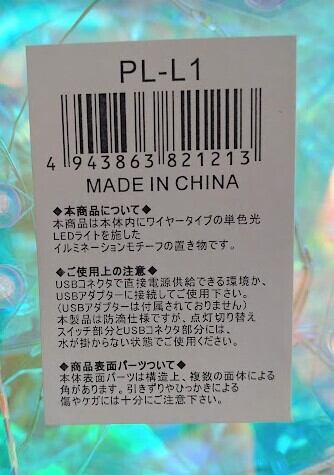 PL-L1
4 943863 821213
MADE IN CHINA
◆本商品について◆
本商品は本体内にワイヤータイプの単色光
LEDライトを施した
イルミネーションモチーフの置き物です。
◆ご使用上の注意◆
USBコネクタで直接電源供給できる環境か、
USBアダプターに接続してご使用下さい。
(USBアダプターは付属されておりません)
本製品は防滴仕様ですが、点灯切り替え
スイッチ部分とUSBコネクタ部分には、
水が掛からない状態でご使用ください。
◆商品表面パーツついて◆
本体表面パーツは構造上、複数の面体による
角があります。引きずりやひっかきによる
傷やケガには十分にご注意下さい。